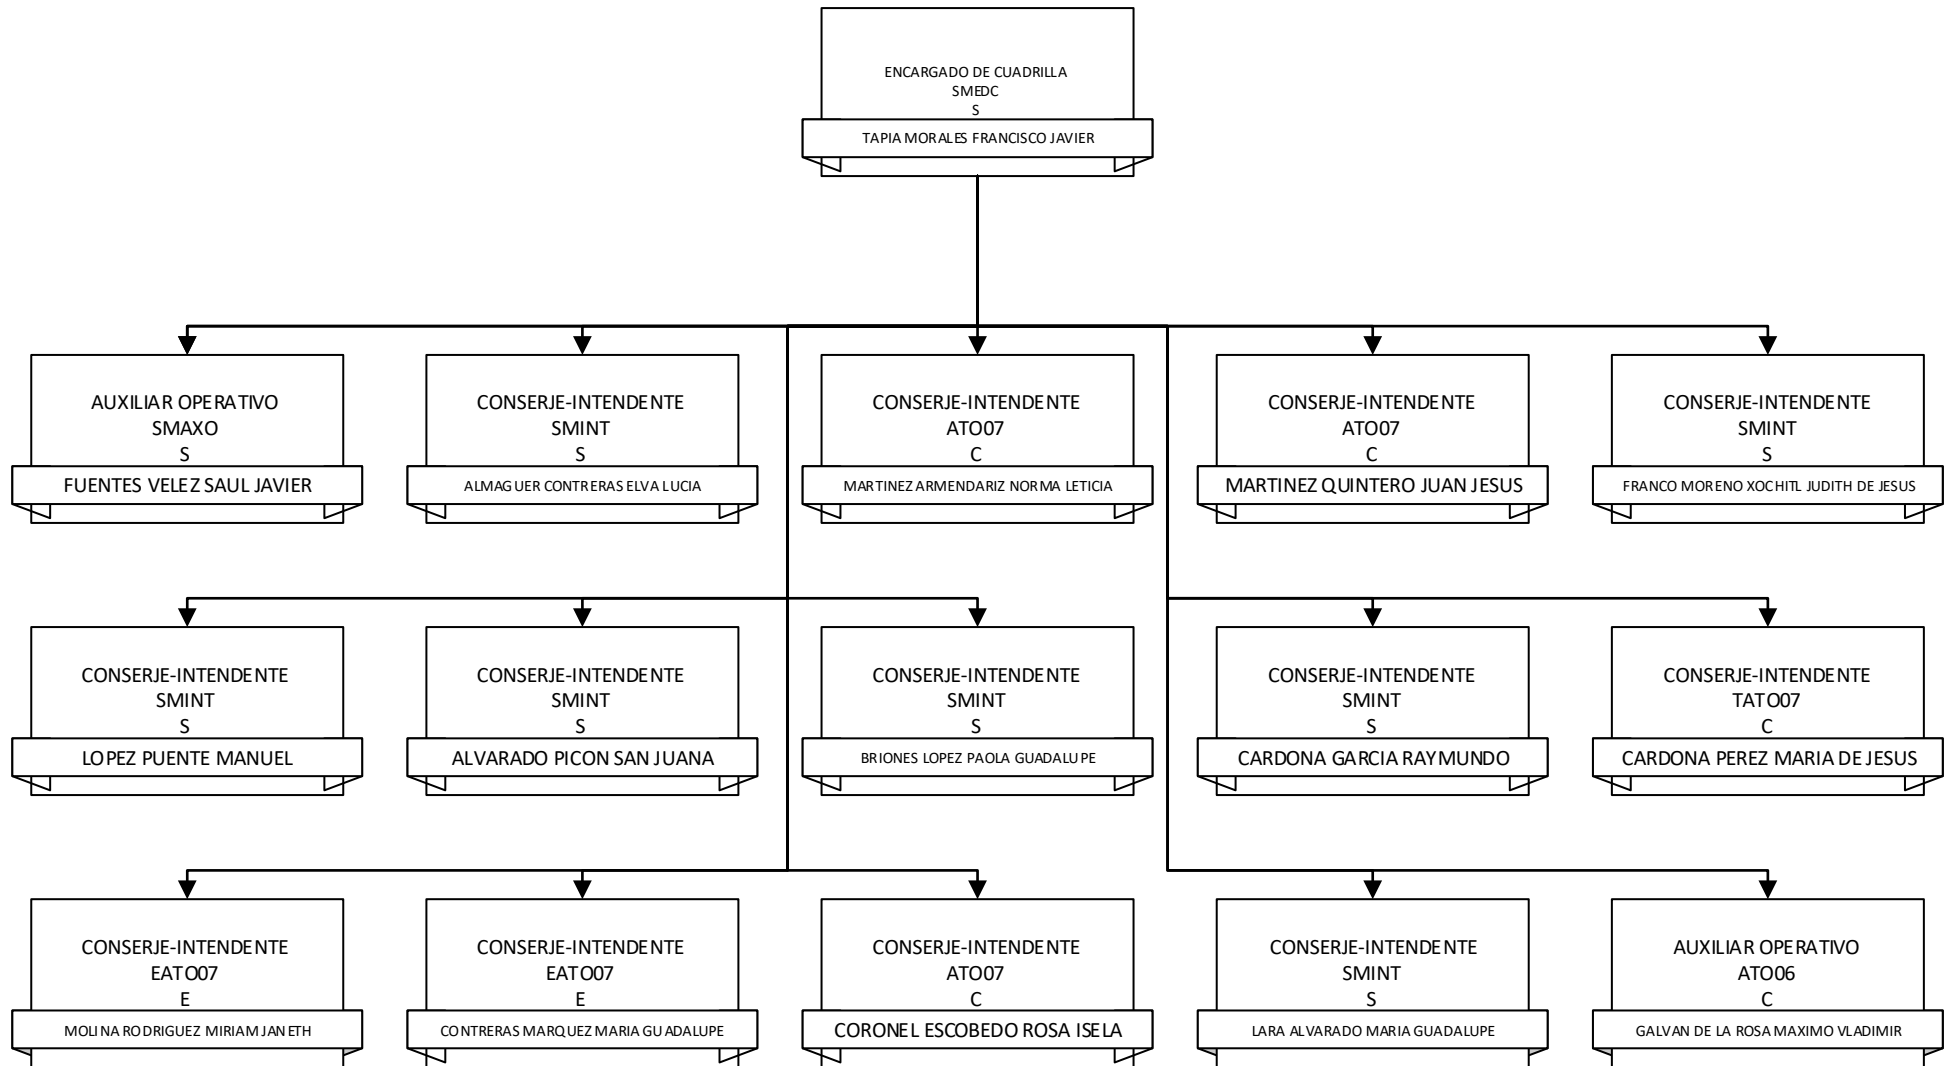 ENCARGADO DE CUADRILLA
SMEDC
S
TAPIA MORALES FRANCISCO JAVIER
AUXILIAR OPERATIVO
SMAXO
S
FUENTES VELEZ SAUL JAVIER
CONSERJE-INTENDENTE
SMINT
S
ALMAGUER CONTRERAS ELVA LUCIA
CONSERJE-INTENDENTE
ATO07
C
MARTINEZ ARMENDARIZ NORMA LETICIA
CONSERJE-INTENDENTE
ATO07
C
MARTINEZ QUINTERO JUAN JESUS
CONSERJE-INTENDENTE
SMINT
S
FRANCO MORENO XOCHITL JUDITH DE JESUS
CONSERJE-INTENDENTE
SMINT
S
LOPEZ PUENTE MANUEL
CONSERJE-INTENDENTE
SMINT
S
ALVARADO PICON SAN JUANA
CONSERJE-INTENDENTE
SMINT
S
BRIONES LOPEZ PAOLA GUADALUPE
CONSERJE-INTENDENTE
SMINT
S
CARDONA GARCIA RAYMUNDO
CONSERJE-INTENDENTE
TATO07
C
CARDONA PEREZ MARIA DE JESUS
CONSERJE-INTENDENTE
EATO07
E
MOLINA RODRIGUEZ MIRIAM JANETH
CONSERJE-INTENDENTE
EATO07
E
CONTRERAS MARQUEZ MARIA GUADALUPE
CONSERJE-INTENDENTE
ATO07
C
CORONEL ESCOBEDO ROSA ISELA
CONSERJE-INTENDENTE
SMINT
S
LARA ALVARADO MARIA GUADALUPE
AUXILIAR OPERATIVO
ATO06
C
GALVAN DE LA ROSA MAXIMO VLADIMIR